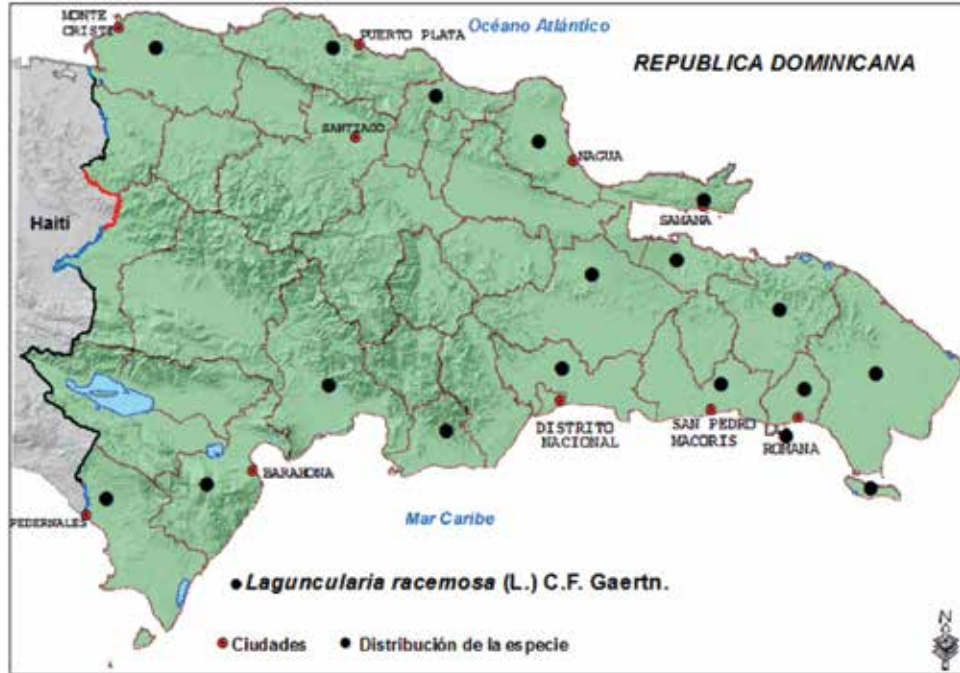 MONTE
CRISTI
PUERTO PLATA
Océano Atlántico
REPUBLICA DOMINICANA
SANTIAGO
NAGUA
Haití
SAMANA
DISTRITO
NACIONAL
SAN PEDRO
MACORIS
LA
ROMANA
BARAHONA
PEDERNALES
Mar Caribe
Laguncularia racemosa (L.) C.F. Gaertn.
Ciudades
Distribución de la especie
N